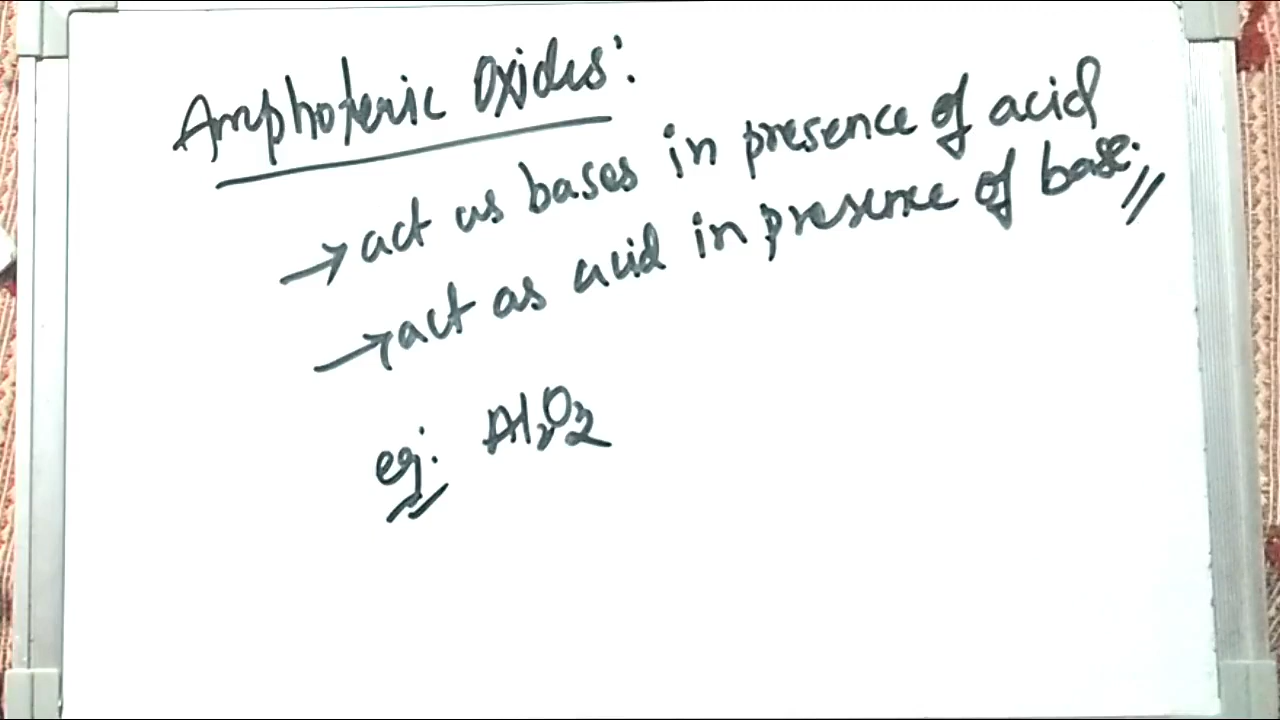 Amphoteric Oxides:
→ act as bases in presence of acid
→ act as acid in presence of base.
eg: Al₂O₃